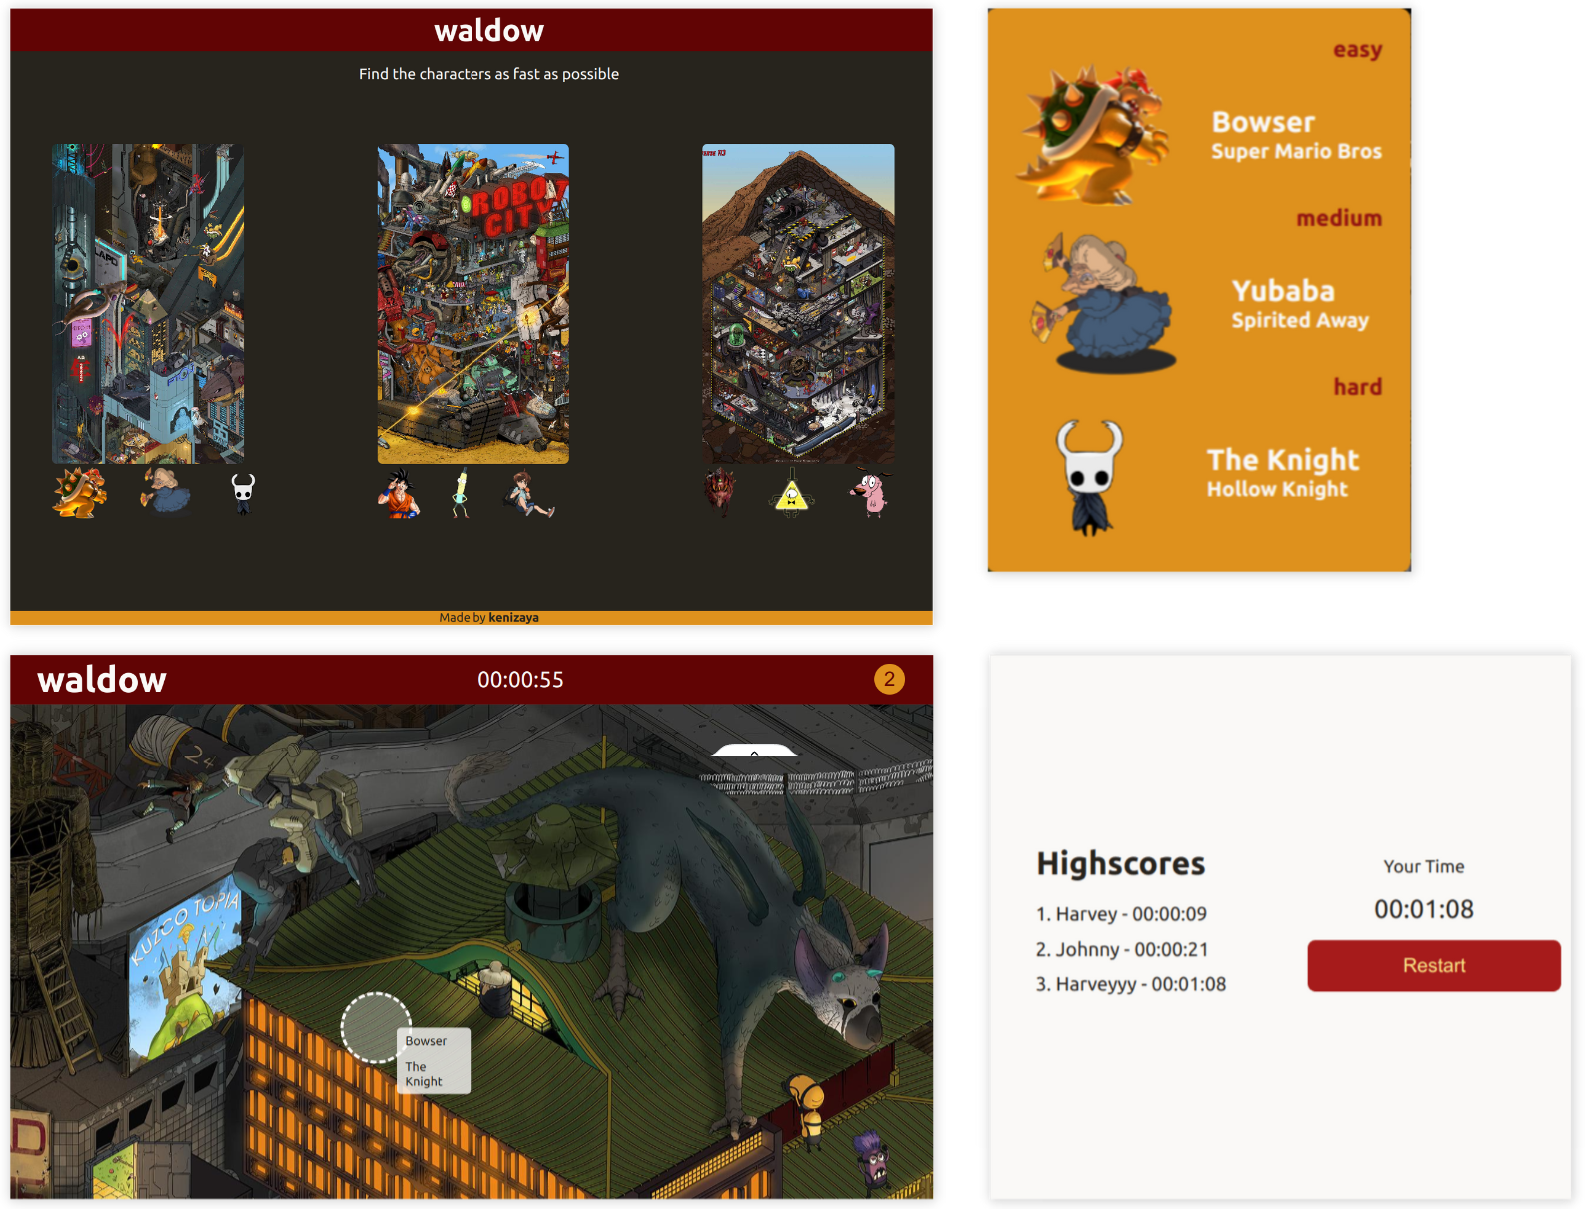 waldow
Find the characters as fast as possible
LAPD
ROBOT
CITY
Made by kenizaya
easy
Bowser
Super Mario Bros
medium
Yubaba
Spirited Away
hard
The Knight
Hollow Knight
waldow
00:00:55
2
24
KUZCO TOPIA
D
Bowser
The
Knight
Highscores
1. Harvey - 00:00:09
2. Johnny - 00:00:21
3. Harveyyy - 00:01:08
Your Time
00:01:08
Restart